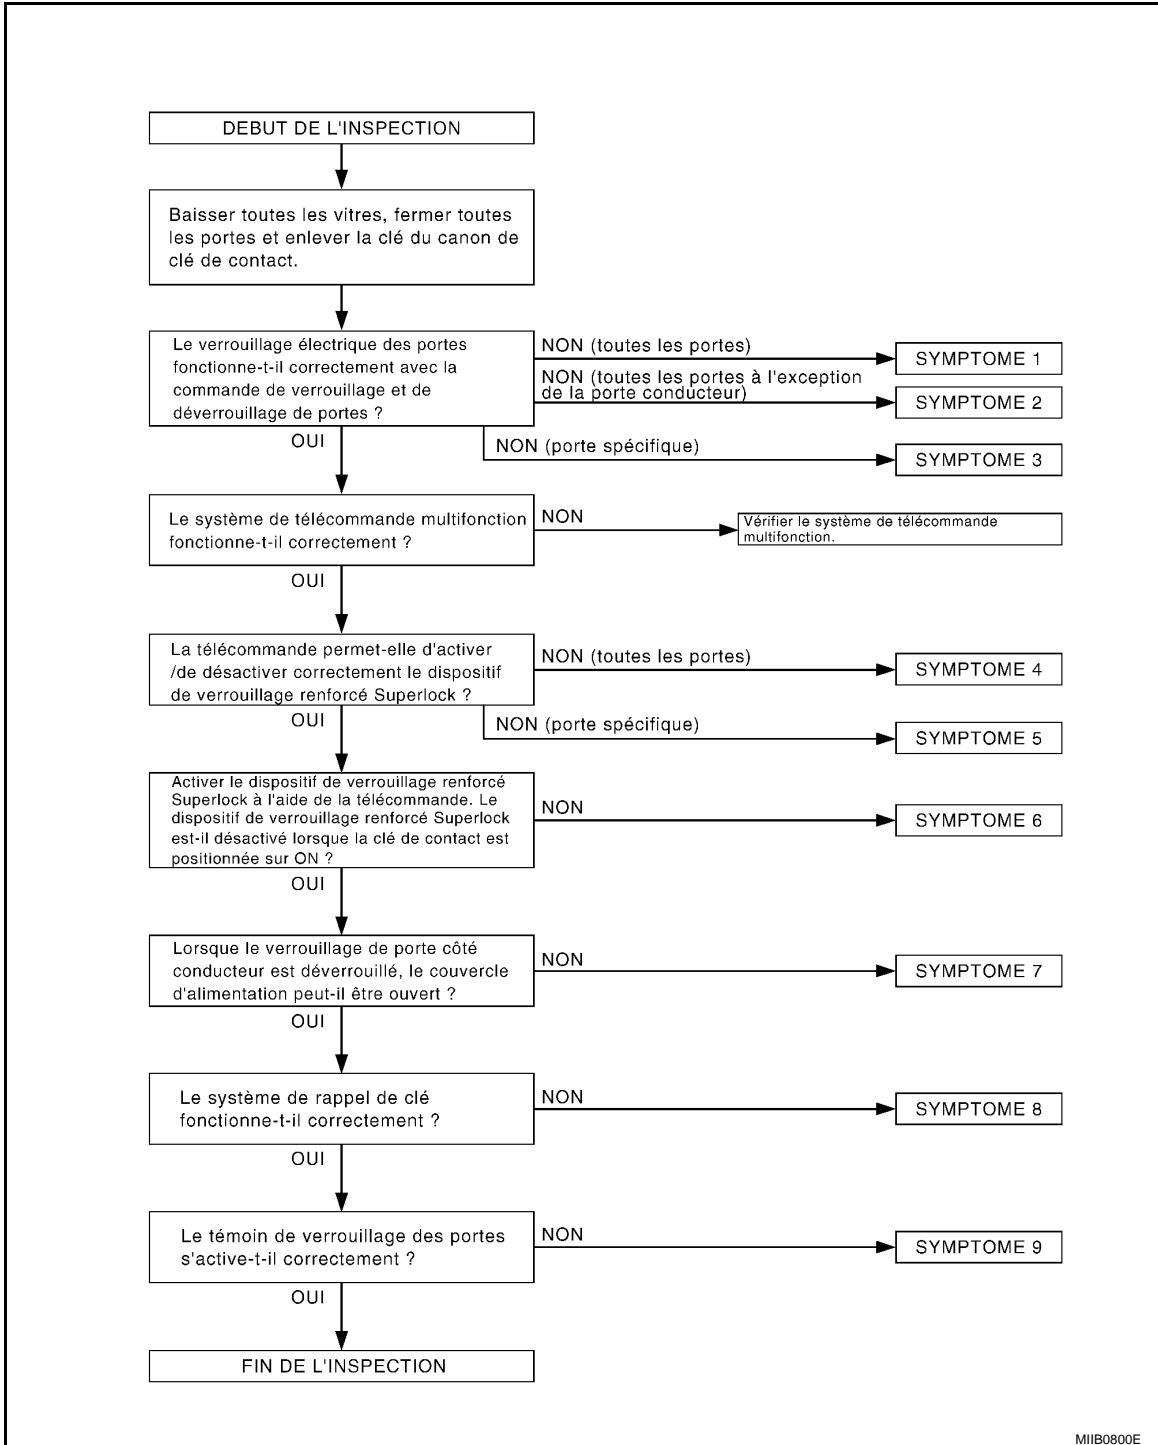 DEBUT DE L'INSPECTION
Baisser toutes les vitres, fermer toutes
les portes et enlever la clé du canon de
clé de contact.
Le verrouillage électrique des portes
fonctionne-t-il correctement avec la
commande de verrouillage et de
déverrouillage de portes ?
NON (toutes les portes)
SYMPTOME 1
NON (toutes les portes à l'exception
de la porte conducteur)
SYMPTOME 2
OUI
NON (porte spécifique)
SYMPTOME 3
Le système de télécommande multifonction
fonctionne-t-il correctement ?
NON
Vérifier le système de télécommande
multifonction.
OUI
La télécommande permet-elle d'activer
/de désactiver correctement le dispositif
de verrouillage renforcé Superlock ?
NON (toutes les portes)
SYMPTOME 4
OUI
NON (porte spécifique)
SYMPTOME 5
Activer le dispositif de verrouillage renforcé
Superlock à l'aide de la télécommande. Le
dispositif de verrouillage renforcé Superlock
est-il désactivé lorsque la clé de contact est
positionnée sur ON ?
NON
SYMPTOME 6
OUI
Lorsque le verrouillage de porte côté
conducteur est déverrouillé, le couvercle
d'alimentation peut-il être ouvert ?
NON
SYMPTOME 7
OUI
Le système de rappel de clé
fonctionne-t-il correctement ?
NON
SYMPTOME 8
OUI
Le témoin de verrouillage des portes
s'active-t-il correctement ?
NON
SYMPTOME 9
OUI
FIN DE L'INSPECTION
MIIB0800E